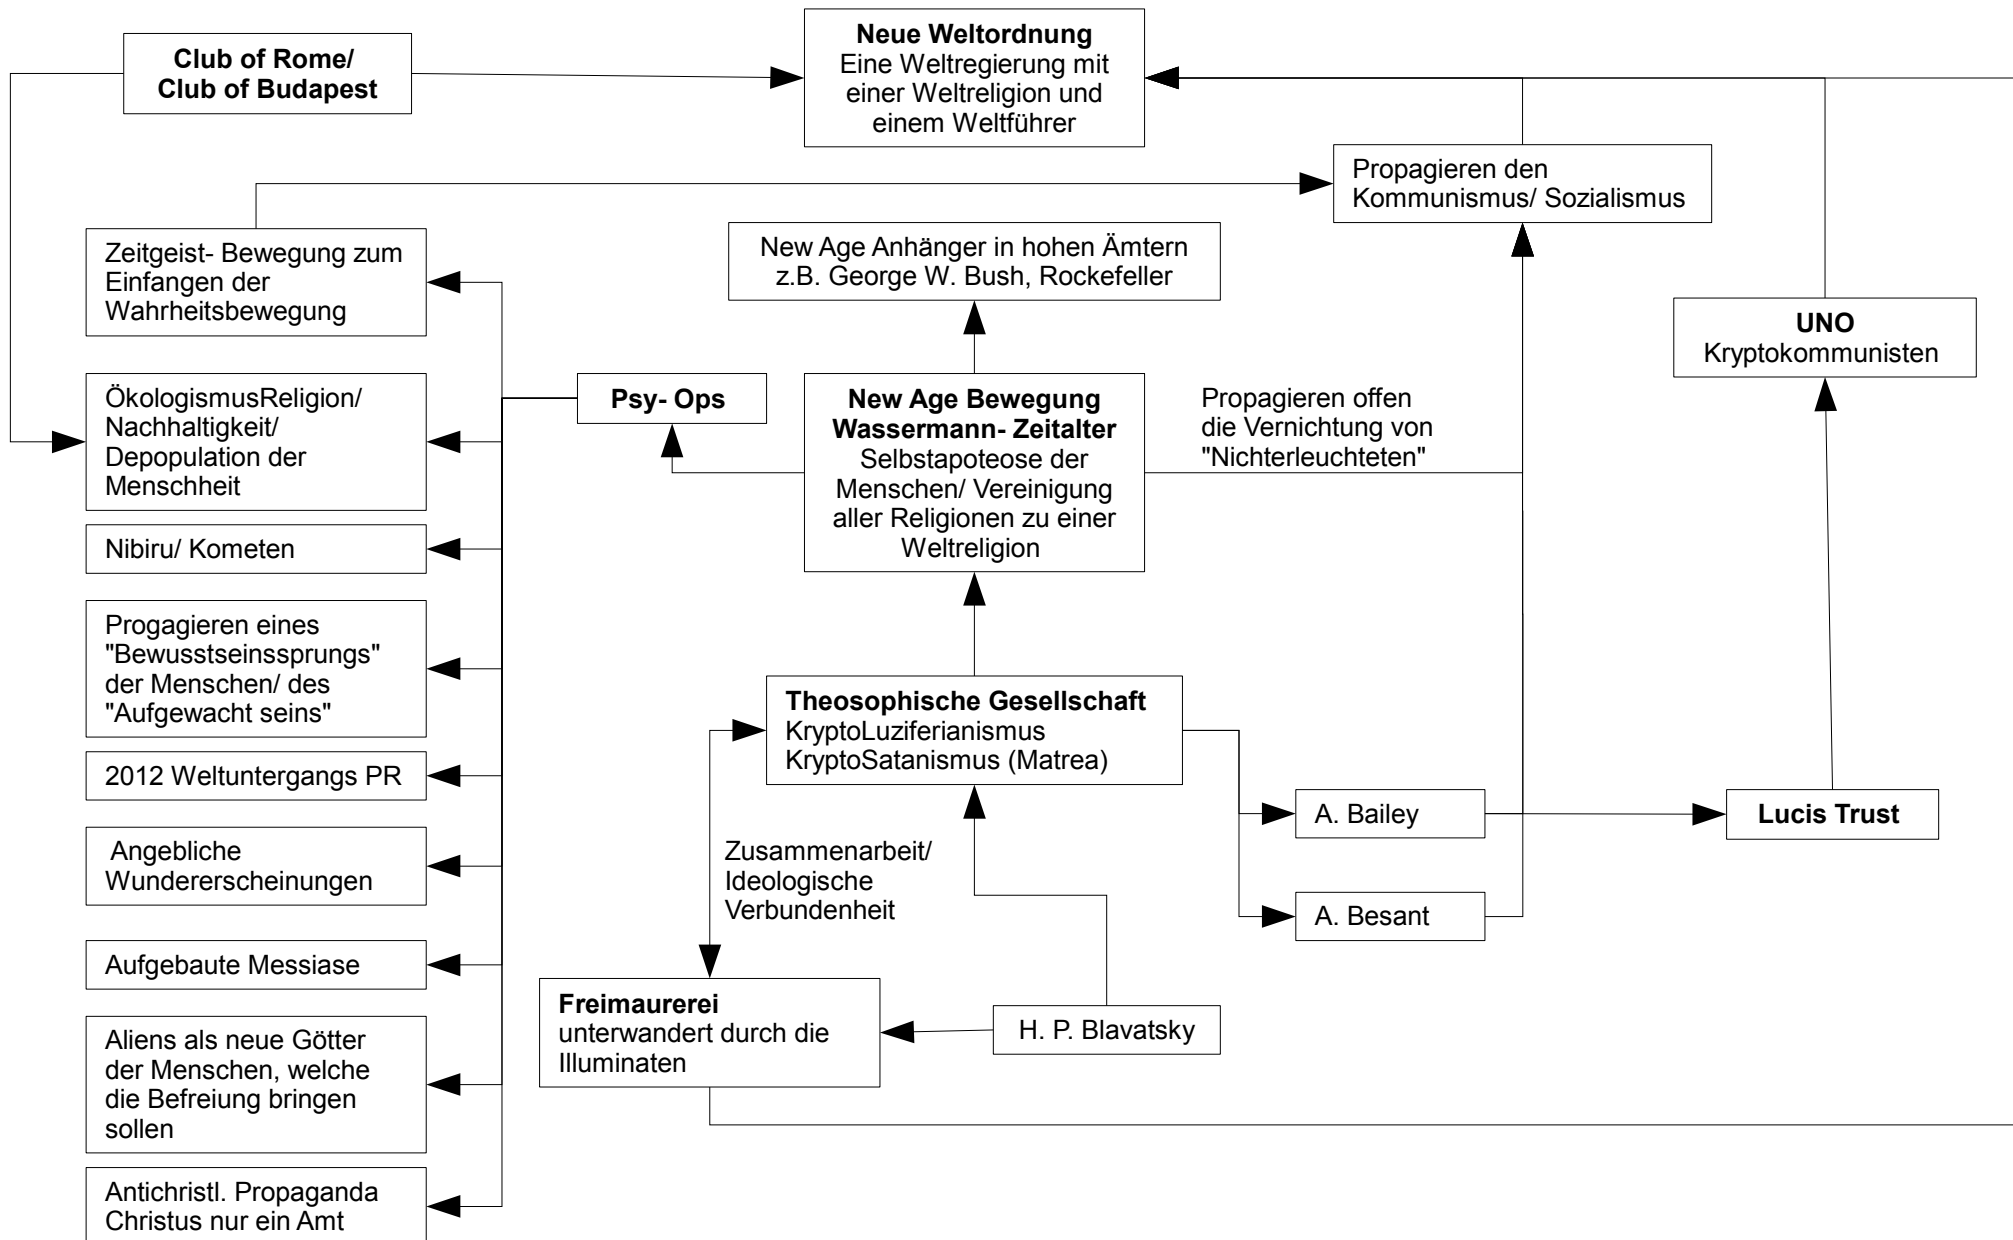 Club of Rome/
Club of Budapest
Neue Weltordnung
Eine Weltregierung mit
einer Weltreligion und
einem Weltführer
Propagieren den
Kommunismus/ Sozialismus
Zeitgeist- Bewegung zum
Einfangen der
Wahrheitsbewegung
New Age Anhänger in hohen Ämtern
z.B. George W. Bush, Rockefeller
UNO
Kryptokommunisten
ÖkologismusReligion/
Nachhaltigkeit/
Depopulation der
Menschheit
Psy- Ops
New Age Bewegung
Wassermann- Zeitalter
Selbstapoteose der
Menschen/ Vereinigung
aller Religionen zu einer
Weltreligion
Propagieren offen
die Vernichtung von
"Nichterleuchteten"
Nibiru/ Kometen
Progagieren eines
"Bewusstseinssprungs"
der Menschen/ des
"Aufgewacht seins"
Theosophische Gesellschaft
KryptoLuziferianismus
KryptoSatanismus (Matrea)
2012 Weltuntergangs PR
A. Bailey
Lucis Trust
Angebliche
Wundererscheinungen
Zusammenarbeit/
Ideologische
Verbundenheit
A. Besant
Aufgebaute Messiase
Freimaurerei
unterwandert durch die
Illuminaten
H. P. Blavatsky
Aliens als neue Götter
der Menschen, welche
die Befreiung bringen
sollen
Antichristl. Propaganda
Christus nur ein Amt